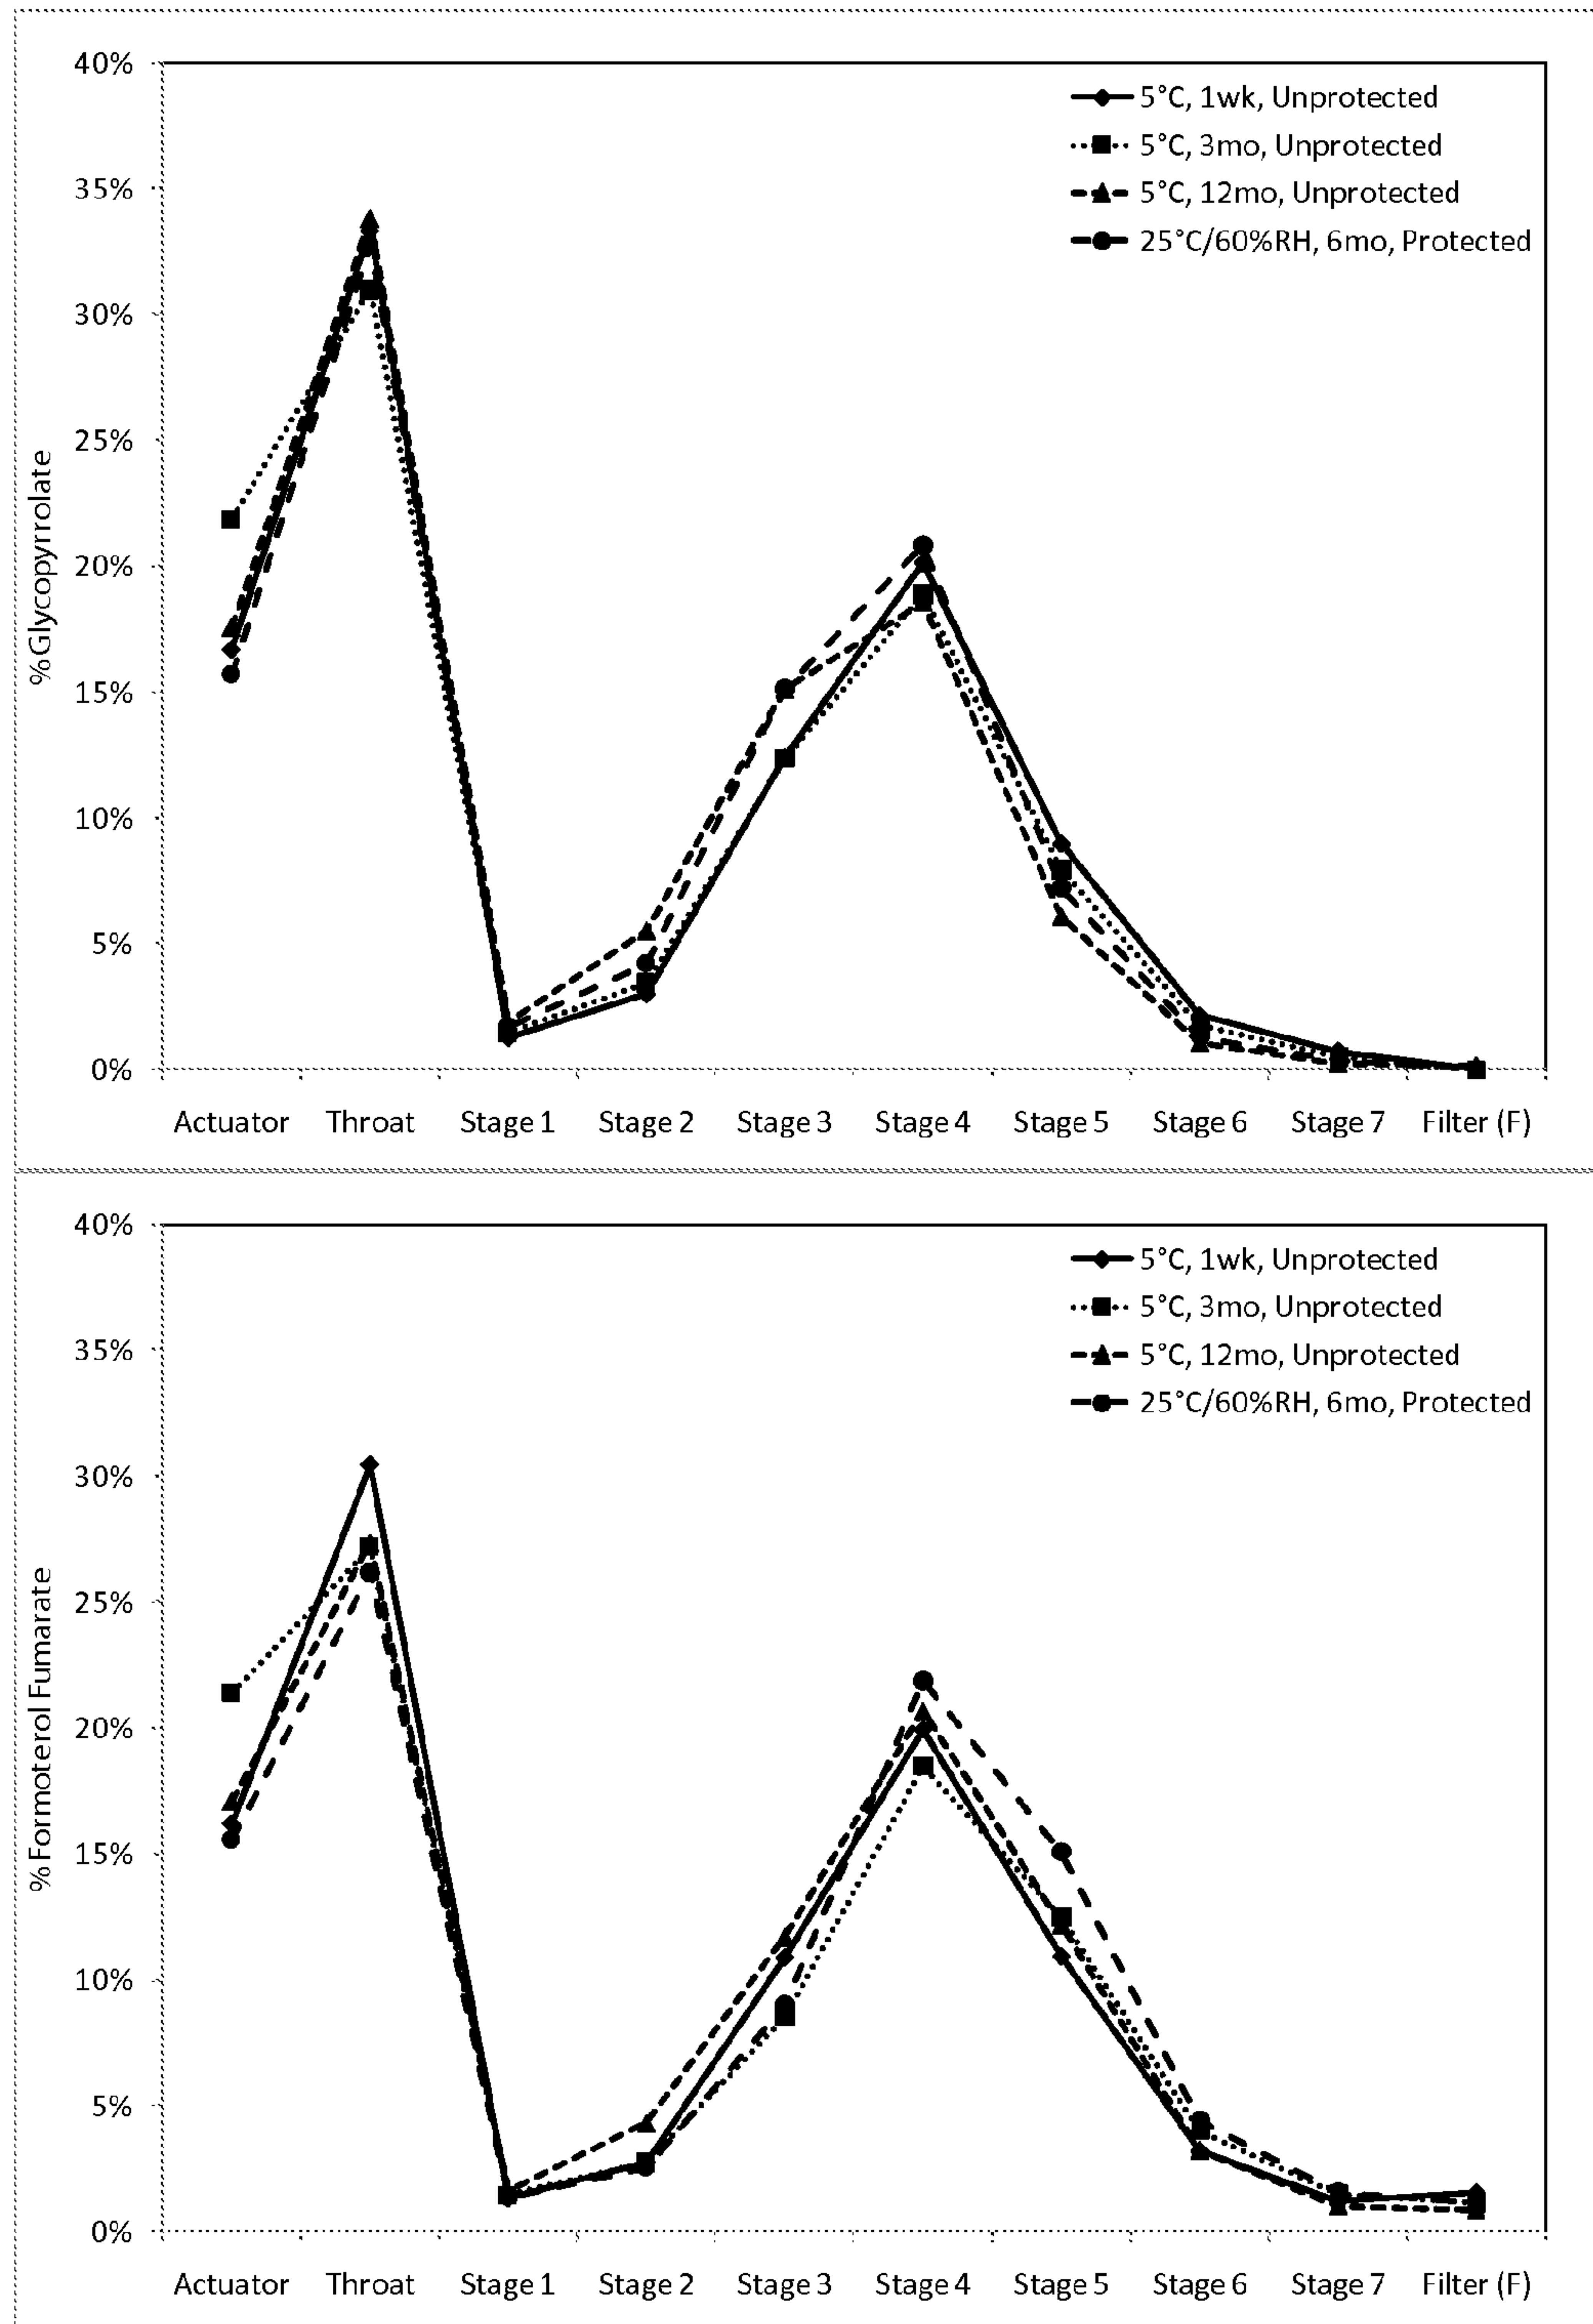 40%
35%
30%
25%
20%
15%
10%
5%
0%
%Glycopyrrolate
5°C, 1wk, Unprotected
5°C, 3mo, Unprotected
5°C, 12mo, Unprotected
25°C/60%RH, 6mo, Protected
Actuator Throat Stage 1 Stage 2 Stage 3 Stage 4 Stage 5 Stage 6 Stage 7 Filter (F)
40%
35%
30%
25%
20%
15%
10%
5%
0%
%Formoterol Fumarate
5°C, 1wk, Unprotected
5°C, 3mo, Unprotected
5°C, 12mo, Unprotected
25°C/60%RH, 6mo, Protected
Actuator Throat Stage 1 Stage 2 Stage 3 Stage 4 Stage 5 Stage 6 Stage 7 Filter (F)